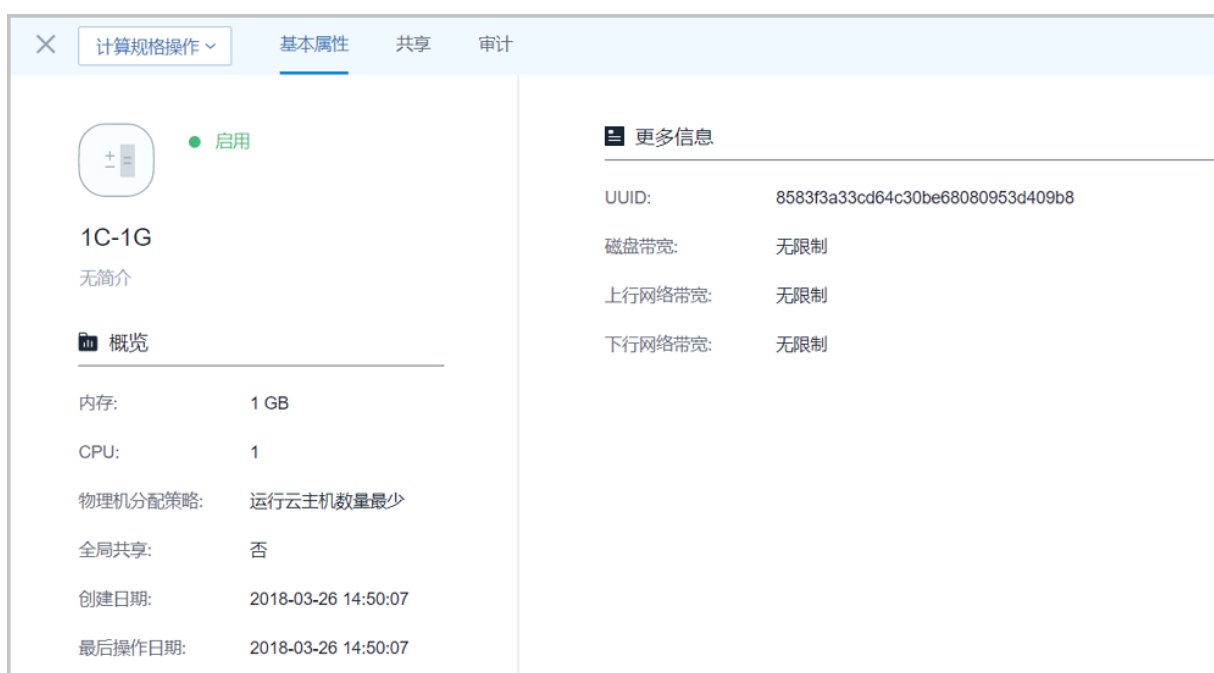 计算规格操作
基本属性
共享
审计
启用
1C-1G
无简介
概览
内存: 1 GB
CPU: 1
物理机分配策略: 运行云主机数量最少
全局共享: 否
创建日期: 2018-03-26 14:50:07
最后操作日期: 2018-03-26 14:50:07
更多信息
UUID: 8583f3a33cd64c30be68080953d409b8
磁盘带宽: 无限制
上行网络带宽: 无限制
下行网络带宽: 无限制